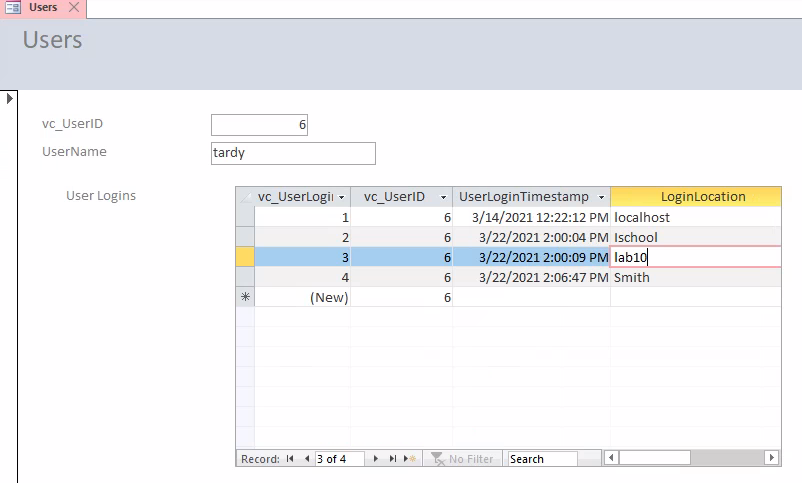 Users
Users
vc_UserID 6
UserName tardy
User Logins
vc_UserLogi vc_UserID UserLoginTimestamp LoginLocation
1 6 3/14/2021 12:22:12 PM localhost
2 6 3/22/2021 2:00:04 PM Ischool
3 6 3/22/2021 2:00:09 PM lab10
4 6 3/22/2021 2:06:47 PM Smith
(New) 6
Record: 3 of 4 No Filter Search